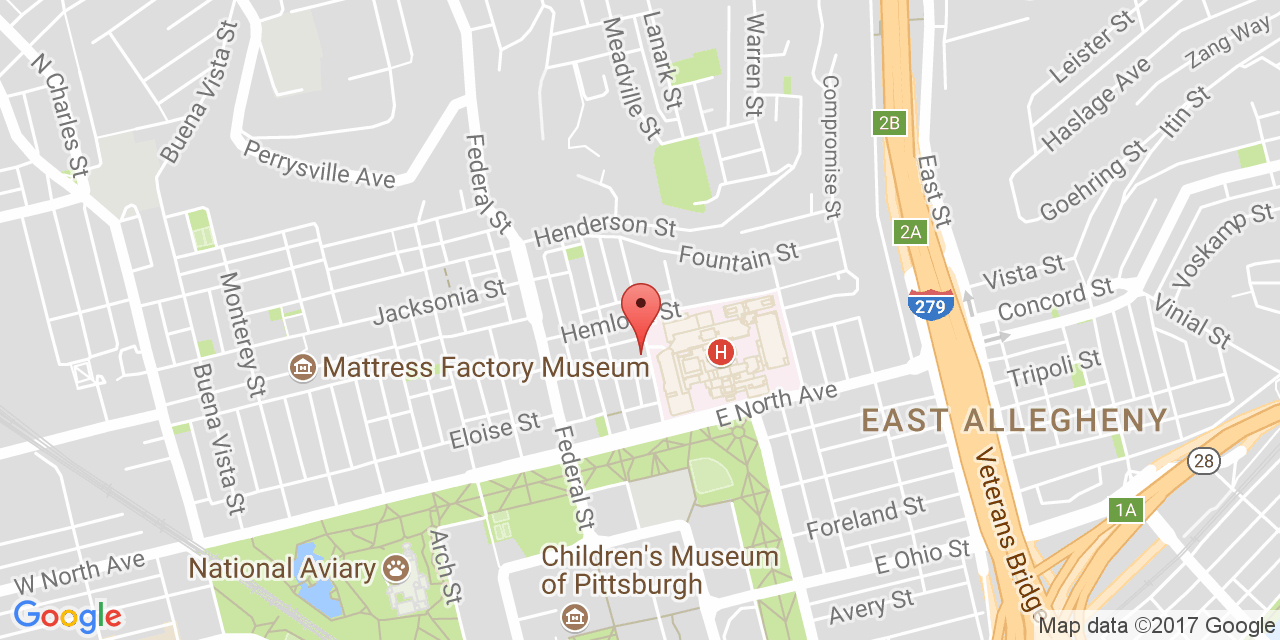 N Charles St
Buena Vista St
Perrysville Ave
Federal St
Meadville St
Lanark St
Warren St
Compromise St
2B
East St
Leister St
Haslage Ave
Zang Way
Itin St
Goehring St
Voskamp St
2A
Henderson St
Fountain St
Vista St
Concord St
Vinial St
279
Monterey St
Jacksonia St
H
Mattress Factory Museum
Tripoli St
Buena Vista St
Eloise St
E North Ave
EAST ALLEGHENY
Federal St
28
Veterans Bridge
1A
Foreland St
E Ohio St
Avery St
W North Ave
National Aviary
Arch St
Children's Museum
of Pittsburgh
Google
Map data ©2017 Google